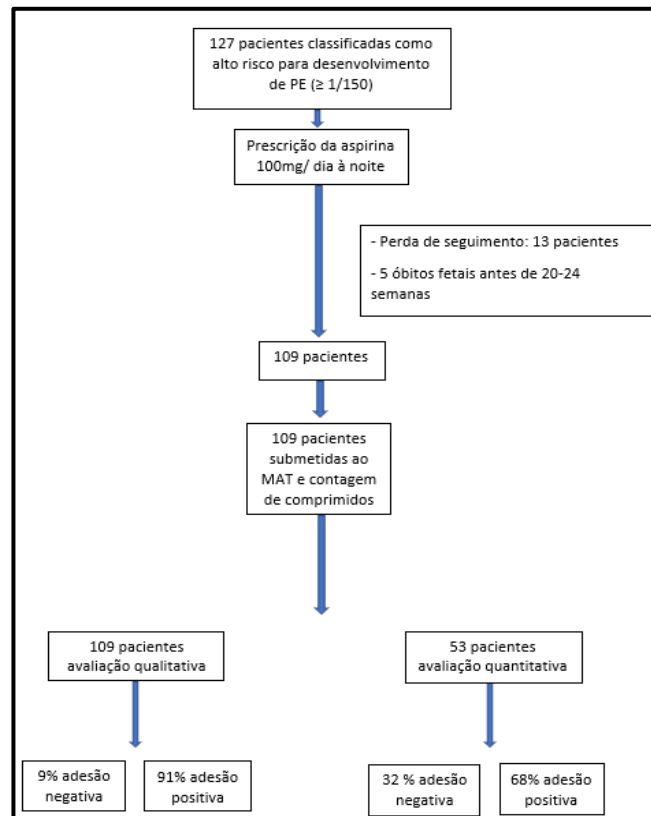 127 pacientes classificadas como
alto risco para desenvolvimento
de PE (≥ 1/150)
Prescrição da aspirina
100mg/ dia à noite
- Perda de seguimento: 13 pacientes
- 5 óbitos fetais antes de 20-24
semanas
109 pacientes
109 pacientes
submetidas ao
MAT e contagem
de comprimidos
109 pacientes
avaliação qualitativa
53 pacientes
avaliação quantitativa
9% adesão
negativa
91% adesão
positiva
32 % adesão
negativa
68% adesão
positiva